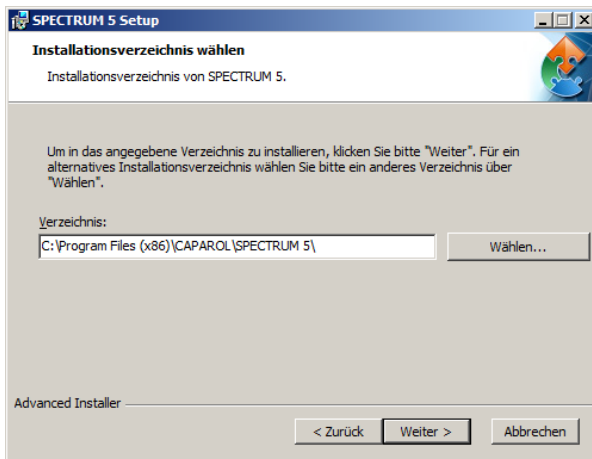 SPECTRUM 5 Setup
Installationsverzeichnis wählen
Installationsverzeichnis von SPECTRUM 5.
Um in das angegebene Verzeichnis zu installieren, klicken Sie bitte "Weiter". Für ein
alternatives Installationsverzeichnis wählen Sie bitte ein anderes Verzeichnis über
"Wählen".
Verzeichnis:
C:\Program Files (x86)\CAPAROL\SPECTRUM 5\
Wählen...
Advanced Installer
< Zurück
Weiter >
Abbrechen